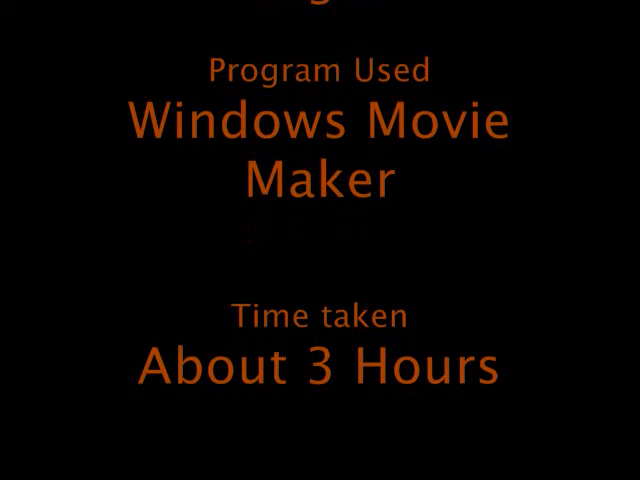 Program Used
Windows Movie
Maker
Time taken
About 3 Hours